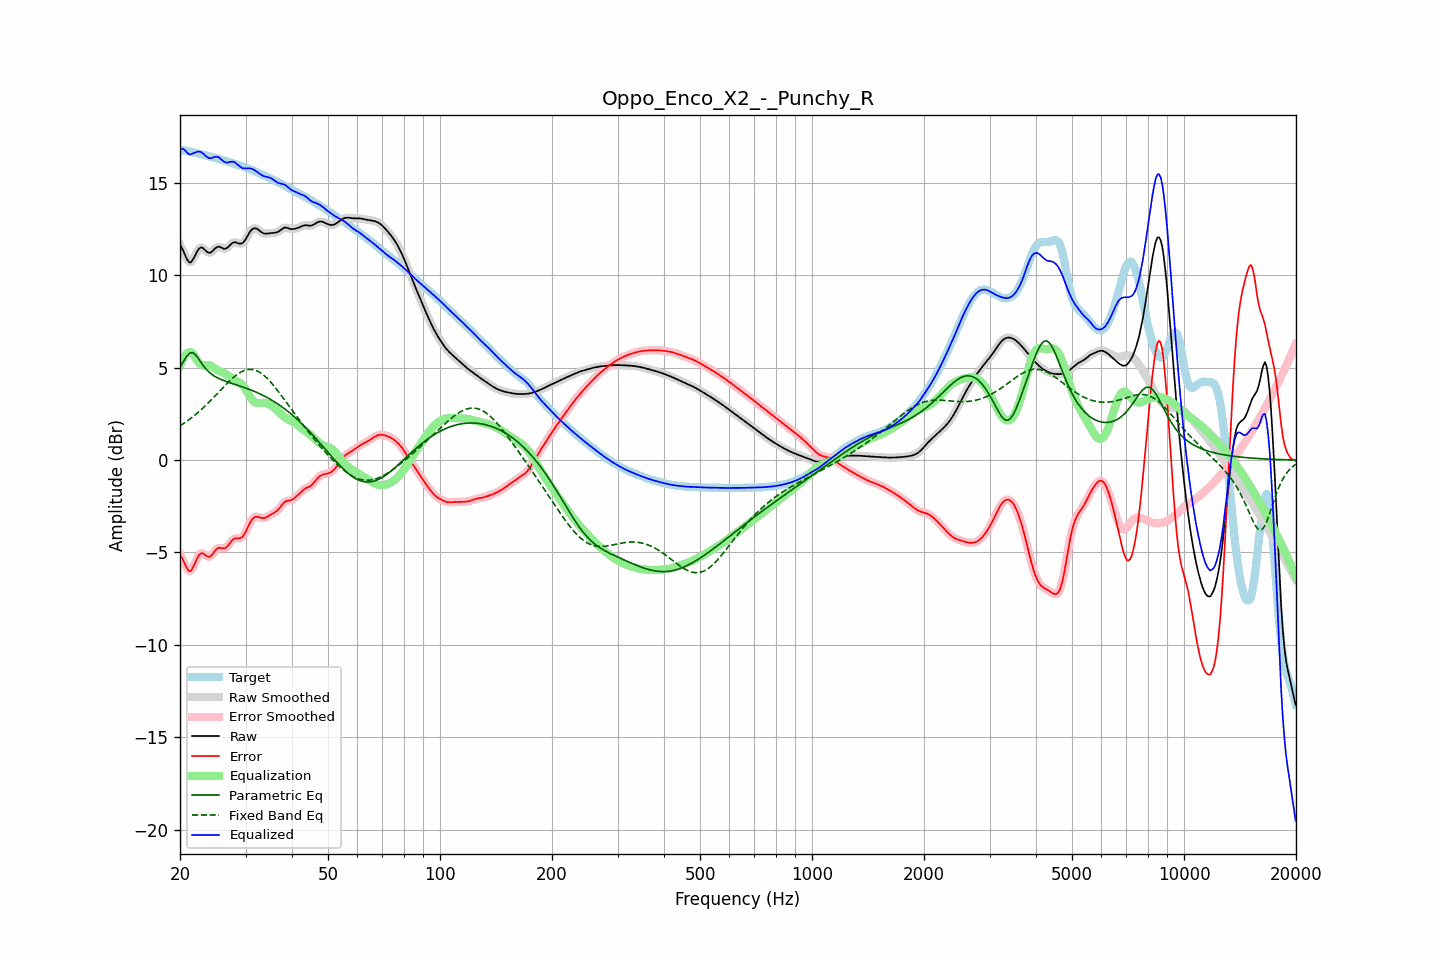 Oppo_Enco_X2_-_Punchy_R
Amplitude (dBr)
15
10
5
0
−5
−10
−15
−20
Target
Raw Smoothed
Error Smoothed
Raw
Error
Equalization
Parametric Eq
Fixed Band Eq
Equalized
20 50 100 200 500 1000 2000 5000 10000 20000
Frequency (Hz)